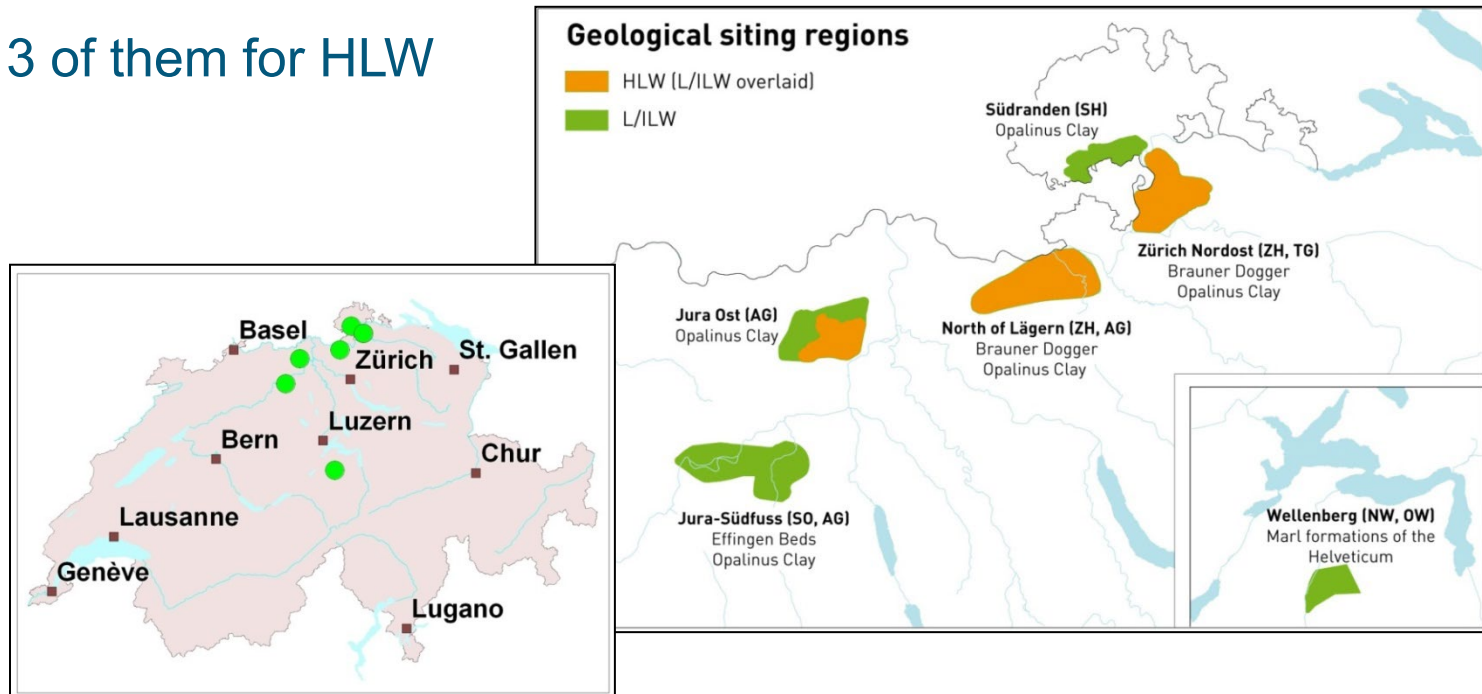 3 of them for HLW
Geological siting regions
HLW (L/ILW overlaid)
L/ILW
Südranden (SH)
Opalinus Clay
Zürich Nordost (ZH, TG)
Brauner Dogger
Opalinus Clay
North of Lägern (ZH, AG)
Brauner Dogger
Opalinus Clay
Jura Ost (AG)
Opalinus Clay
Jura-Südfuss (SO, AG)
Effingen Beds
Opalinus Clay
Wellenberg (NW, OW)
Marl formations of the
Helveticum
Basel
Zürich
St. Gallen
Luzern
Bern
Chur
Lausanne
Genève
Lugano